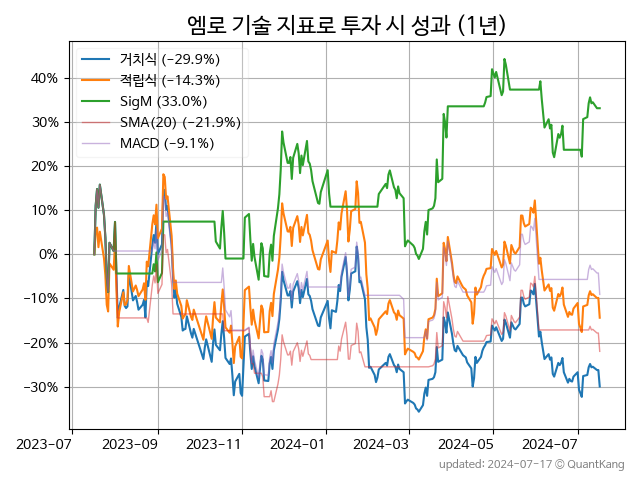 엠로 기술 지표로 투자 시 성과 (1년)
거치식 (−29.9%)
적립식 (−14.3%)
SigM (33.0%)
SMA(20) (−21.9%)
MACD (−9.1%)
40%
30%
20%
10%
0%
−10%
−20%
−30%
2023-07 2023-09 2023-11 2024-01 2024-03 2024-05 2024-07
updated: 2024-07-17 © QuantKang